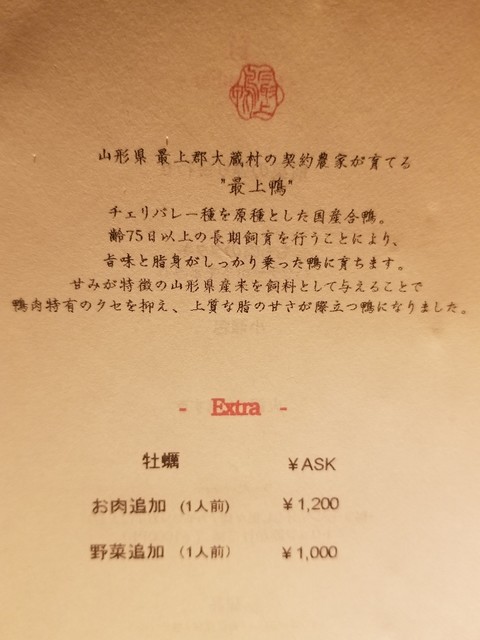 山形県 最上郡大蔵村の契約農家が育てる
"最上鴨"
チェリバレー種を原種とした国産合鴨。
齢75日以上の長期飼育を行うことにより、
旨味と脂身がしっかり乗った鴨に育ちます。
甘みが特徴の山形県産米を飼料として与えることで
鴨肉特有のクセを抑え、上質な脂の甘さが際立つ鴨になりました。
- Extra -
牡蠣 ¥ASK
お肉追加 (1人前) ¥1,200
野菜追加 (1人前) ¥1,000